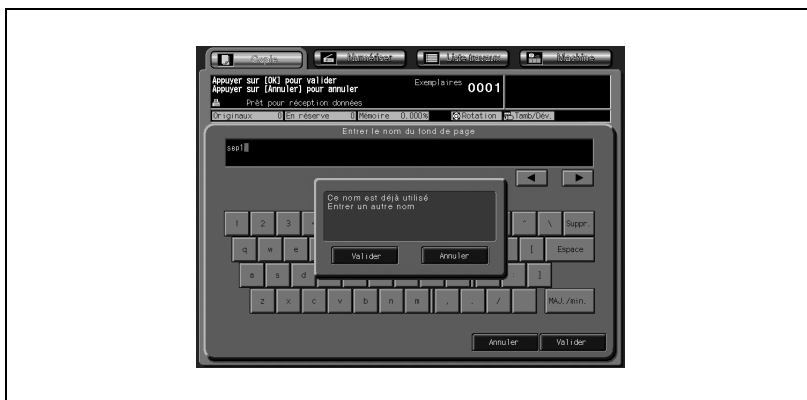 Copie Numériser Liste travaux Machine
Appuyer sur [OK] pour valider
Appuyer sur [Annuler] pour annuler
Exemplaires 0001
Prêt pour réception données
Originaux 0 En réserve 0 Mémoire 0.000% Rotation Tamb/Dév.
Entrer le nom du fond de page
sep1
Ce nom est déjà utilisé
Entrer un autre nom
Valider Annuler
1 2 3 \ Suppr.
q w e [ Espace
a s d ]
z x c v b n m , . / MAJ./min.
Annuler Valider